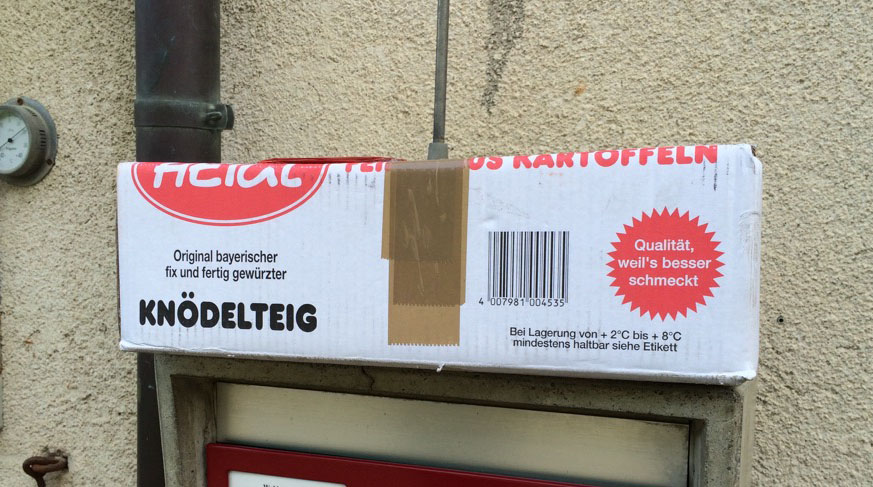 KARTOFFELN
Original bayerischer
fix und fertig gewürzter
KNÖDELTEIG
4 007981 004535
Qualität,
weil's besser
schmeckt
Bei Lagerung von + 2°C bis + 8°C
mindestens haltbar siehe Etikett